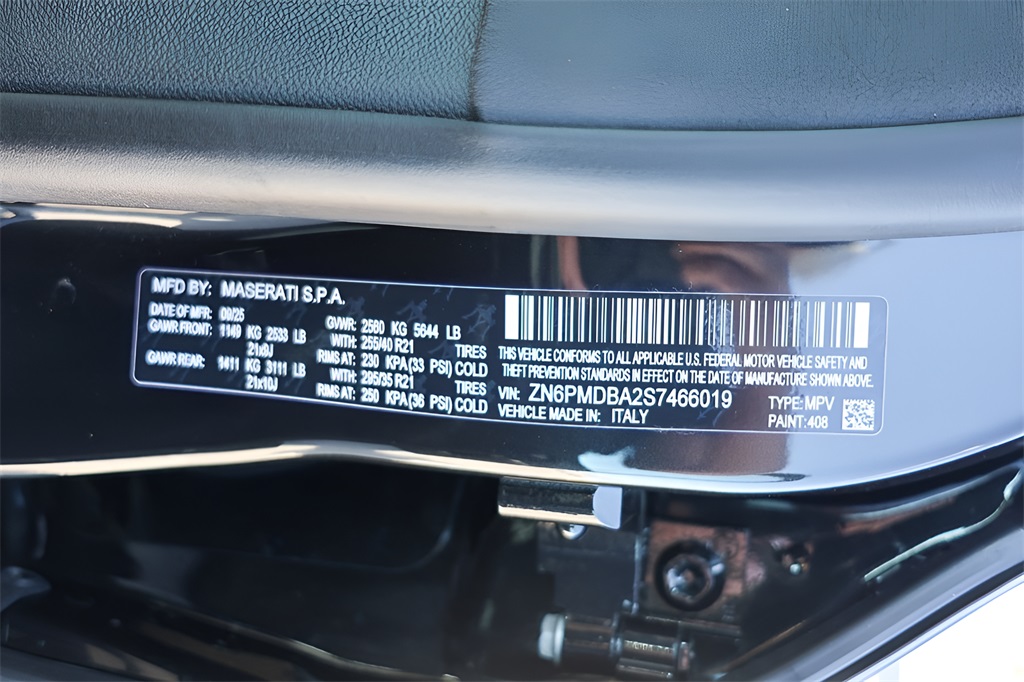 MFD BY: MASERATI S.P.A.
DATE OF MFR: 09/25 GVWR: 2560 KG 5644 LB
GAWR FRONT: 1149 KG 2533 LB WITH: 255/40 R21 TIRES
21x9J RIMS AT: 230 KPA(33 PSI) COLD
GAWR REAR: 1411 KG 3111 LB WITH: 295/35 R21 TIRES
21x10J RIMS AT: 250 KPA(36 PSI) COLD
THIS VEHICLE CONFORMS TO ALL APPLICABLE U.S. FEDERAL MOTOR VEHICLE SAFETY AND
THEFT PREVENTION STANDARDS IN EFFECT ON THE DATE OF MANUFACTURE SHOWN ABOVE.
VIN: ZN6PMDBA2S7466019 TYPE: MPV
VEHICLE MADE IN: ITALY PAINT: 408